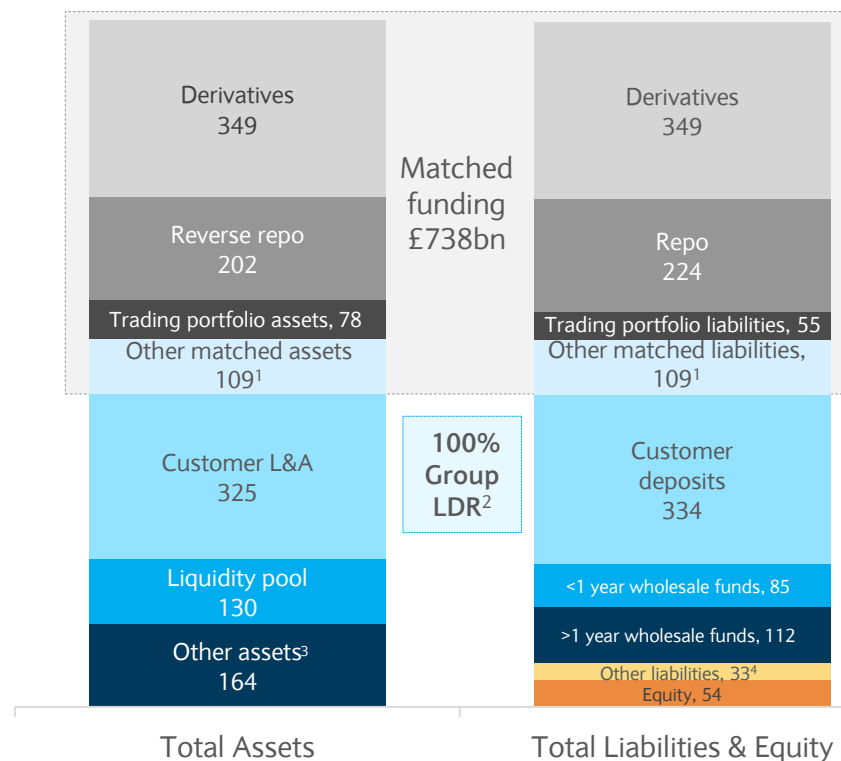 Derivatives
349
Reverse repo
202
Trading portfolio assets, 78
Other matched assets
109¹
Customer L&A
325
Liquidity pool
130
Other assets³
164
Matched
funding
£738bn
100%
Group
LDR²
Derivatives
349
Repo
224
Trading portfolio liabilities, 55
Other matched liabilities,
109¹
Customer
deposits
334
<1 year wholesale funds, 85
>1 year wholesale funds, 112
Other liabilities, 33⁴
Equity, 54
Total Assets
Total Liabilities & Equity